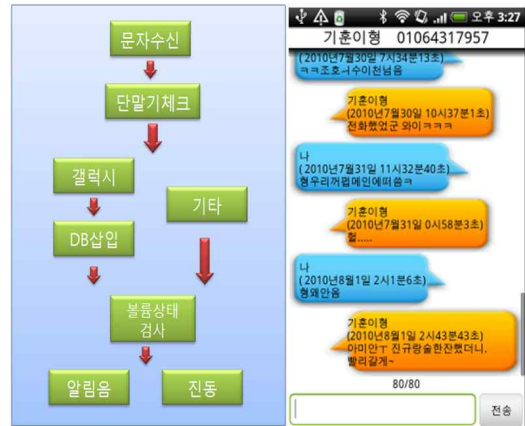 문자수신
단말기체크
갤럭시
기타
DB삽입
볼륨상태
검사
알림음
진동
오후 3:27
기훈이형 01064317957
(2010년7월30일 7시34분13초)
ㅋㅋ조호ㅓ수이천넘음
기훈이형
(2010년7월30일 10시37분1초)
전화했었군 와이ㅋㅋㅋ
나
(2010년7월31일 11시32분40초)
형우리꺼펍메인에떠씀ㅋ
기훈이형
(2010년7월31일 0시58분3초)
헐.....
나
(2010년8월1일 2시1분6초)
형왜안옴
기훈이형
(2010년8월1일 2시43분43초)
아미안ㅜ 진규랑술한잔했더니.
빨리갈게~
80/80
전송